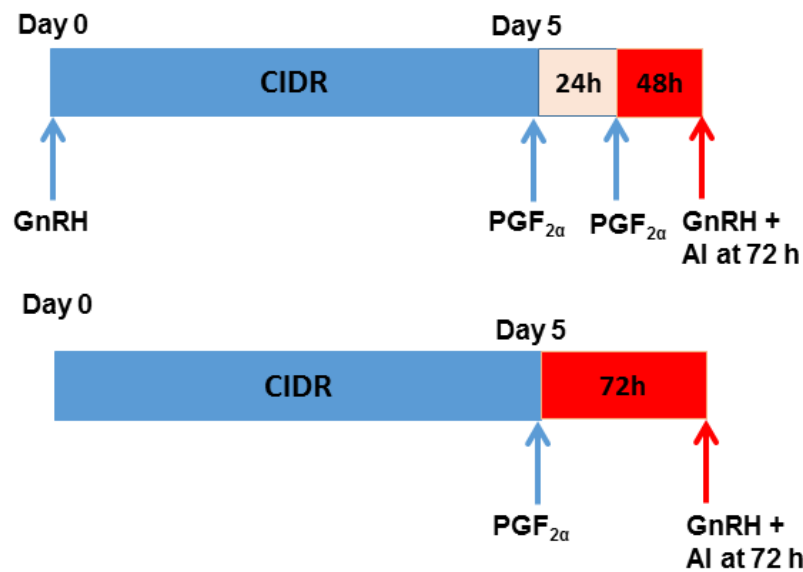 Day 0
Day 5
CIDR
24h
48h
GnRH
PGF2α
PGF2α
GnRH +
AI at 72 h
Day 0
Day 5
CIDR
72h
PGF2α
GnRH +
AI at 72 h